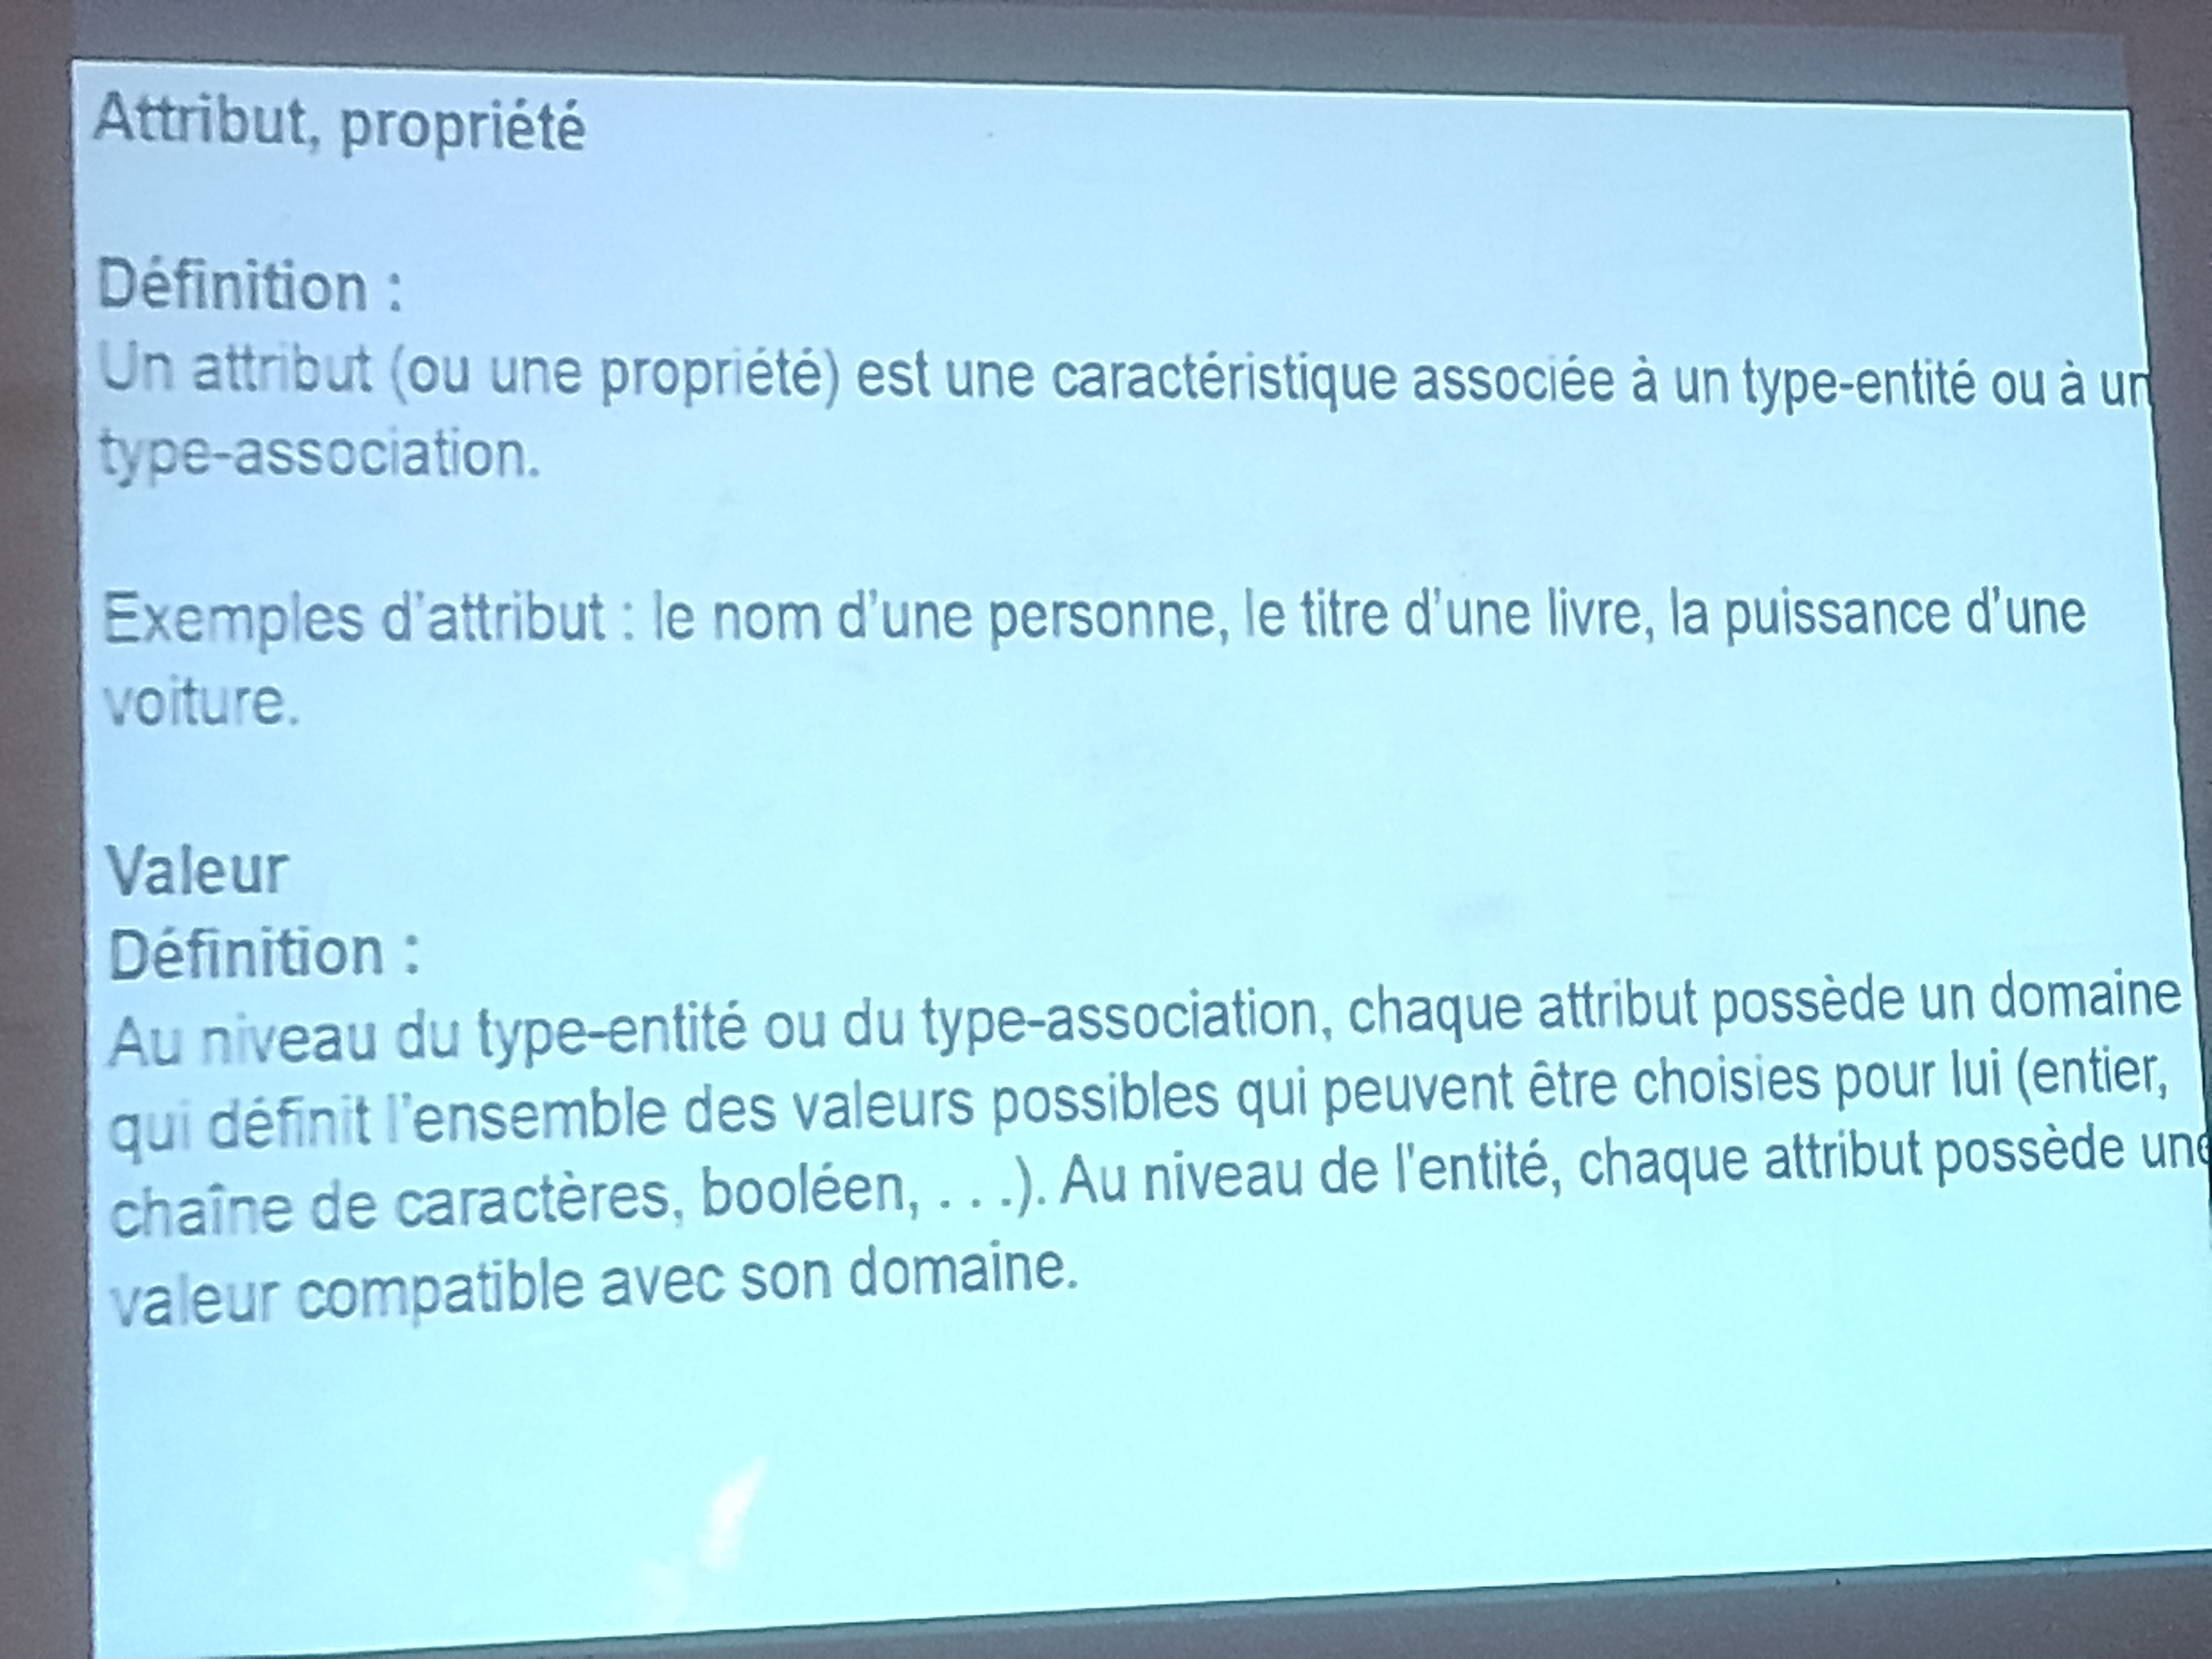 Attribut, propriété
Définition :
Un attribut (ou une propriété) est une caractéristique associée à un type-entité ou à un
type-association.
Exemples d'attribut : le nom d'une personne, le titre d'une livre, la puissance d'une
voiture.
Valeur
Définition :
Au niveau du type-entité ou du type-association, chaque attribut possède un domaine
qui définit l'ensemble des valeurs possibles qui peuvent être choisies pour lui (entier,
chaîne de caractères, booléen, . . .). Au niveau de l'entité, chaque attribut possède une
valeur compatible avec son domaine.